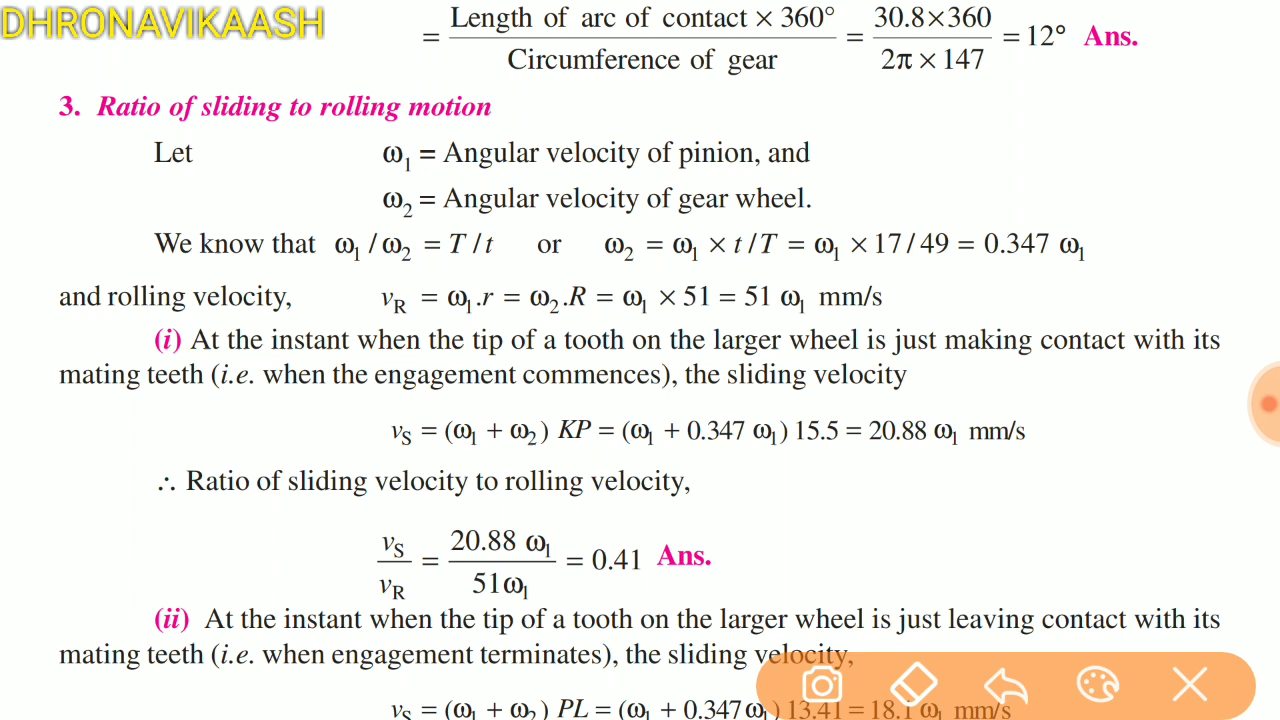 DHRONAVIKAASH
= Length of arc of contact × 360° / Circumference of gear = 30.8×360 / 2π × 147 = 12° Ans.
3. Ratio of sliding to rolling motion
Let ω₁ = Angular velocity of pinion, and
ω₂ = Angular velocity of gear wheel.
We know that ω₁ / ω₂ = T / t or ω₂ = ω₁ × t / T = ω₁ × 17 / 49 = 0.347 ω₁
and rolling velocity, v_R = ω₁.r = ω₂.R = ω₁ × 51 = 51 ω₁ mm/s
(i) At the instant when the tip of a tooth on the larger wheel is just making contact with its
mating teeth (i.e. when the engagement commences), the sliding velocity
v_S = (ω₁ + ω₂) KP = (ω₁ + 0.347 ω₁) 15.5 = 20.88 ω₁ mm/s
∴ Ratio of sliding velocity to rolling velocity,
v_S / v_R = 20.88 ω₁ / 51ω₁ = 0.41 Ans.
(ii) At the instant when the tip of a tooth on the larger wheel is just leaving contact with its
mating teeth (i.e. when engagement terminates), the sliding velocity,
v_S = (ω₁ + ω₂) PL = (ω₁ + 0.347 ω₁) 13.41 = 18.1 ω₁ mm/s